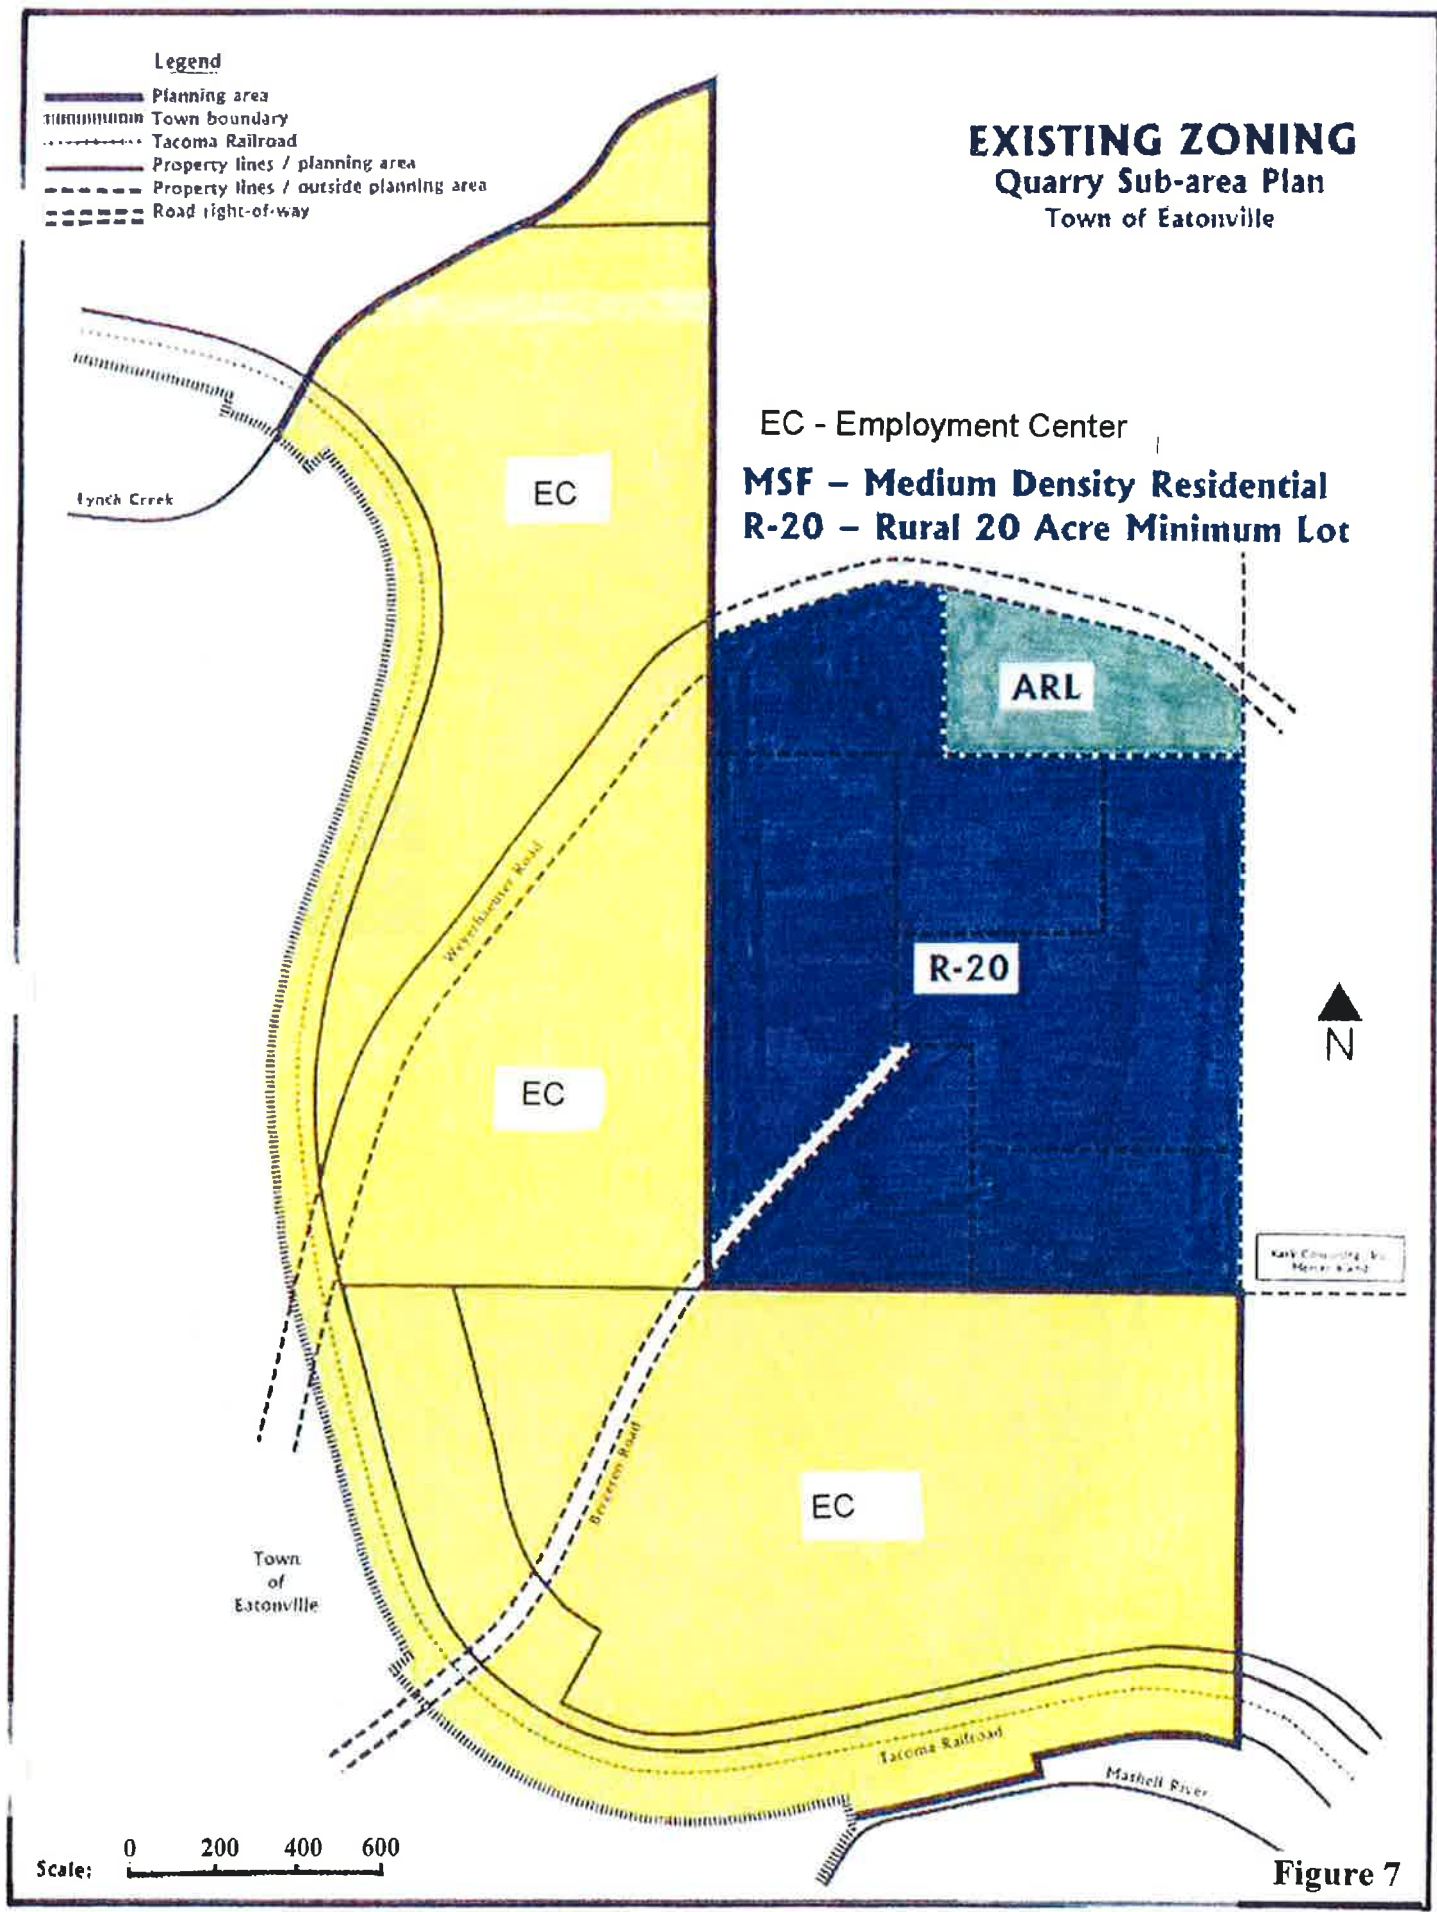 Legend
Planning area
Town boundary
Tacoma Railroad
Property lines / planning area
Property lines / outside planning area
Road right-of-way
EXISTING ZONING
Quarry Sub-area Plan
Town of Eatonville
EC - Employment Center
MSF – Medium Density Residential
R-20 – Rural 20 Acre Minimum Lot
Lynch Creek
EC
ARL
Weyerhaeuser Road
R-20
N
EC
EC
Road
Town
of
Eatonville
Tacoma Railroad
Mashell River
Scale:
0 200 400 600
Figure 7